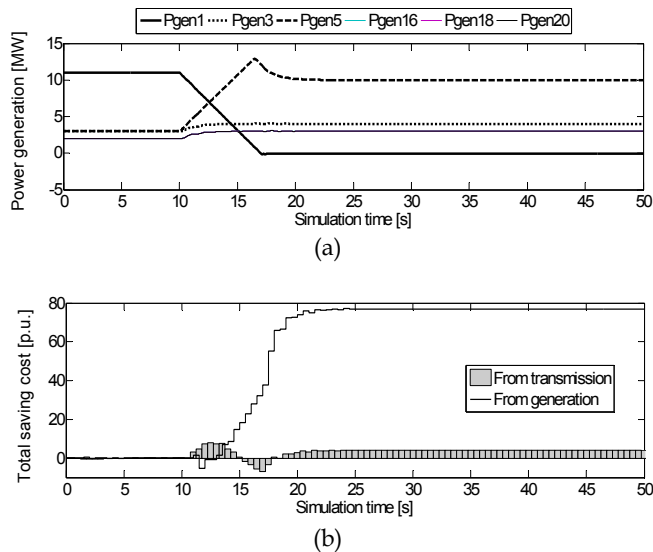 Pgen1 Pgen3 Pgen5 Pgen16 Pgen18 Pgen20
Power generation [MW]
15
10
5
0
-5
0 5 10 15 20 25 30 35 40 45 50
Simulation time [s]
(a)
Total saving cost [p.u.]
80
60
40
20
0
From transmission
From generation
0 5 10 15 20 25 30 35 40 45 50
Simulation time [s]
(b)